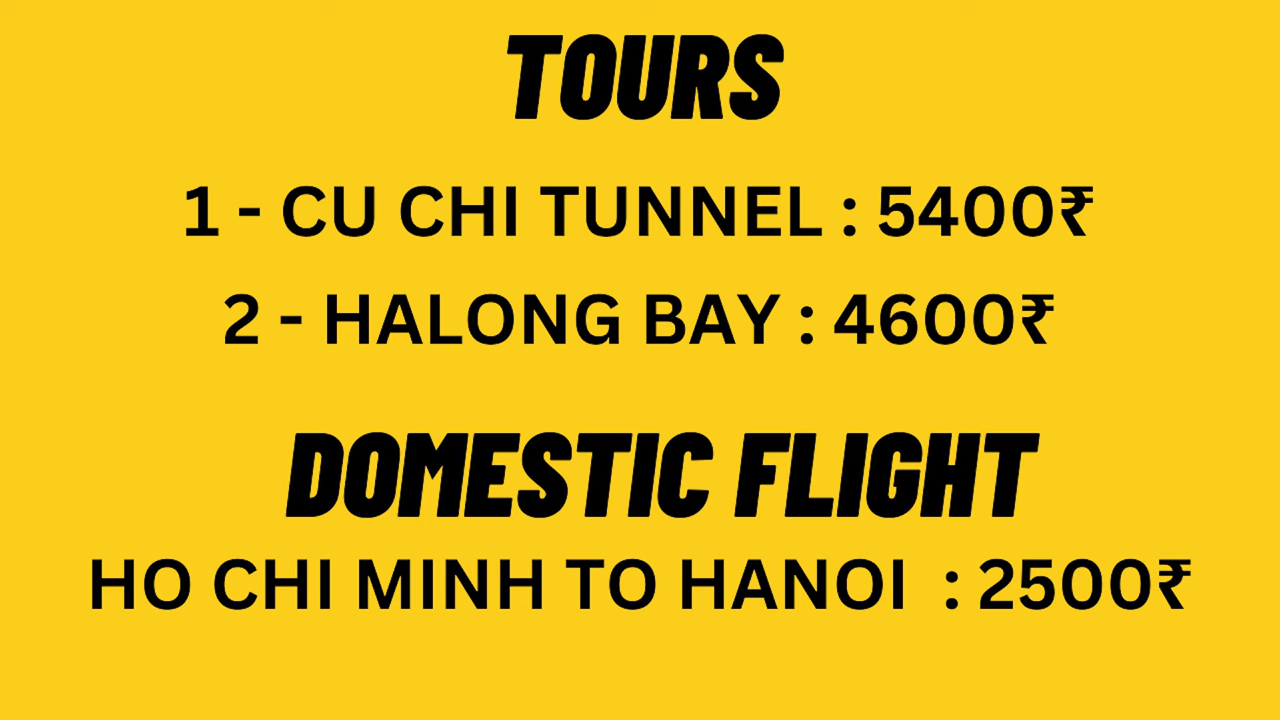 TOURS
1 - CU CHI TUNNEL : 5400₹
2 - HALONG BAY : 4600₹
DOMESTIC FLIGHT
HO CHI MINH TO HANOI : 2500₹